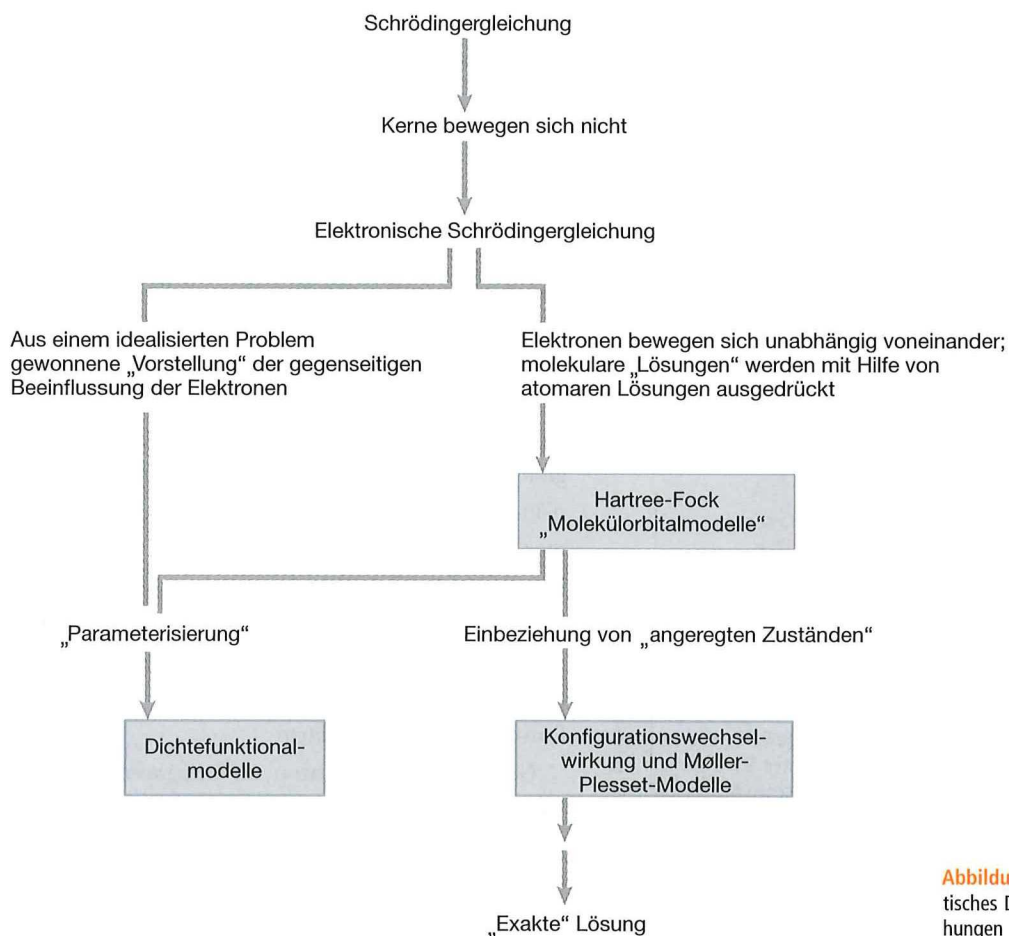 Schrödingergleichung
Kerne bewegen sich nicht
Elektronische Schrödingergleichung
Aus einem idealisierten Problem
gewonnene „Vorstellung“ der gegenseitigen
Beeinflussung der Elektronen
Elektronen bewegen sich unabhängig voneinander;
molekulare „Lösungen“ werden mit Hilfe von
atomaren Lösungen ausgedrückt
Hartree-Fock
„Molekülorbitalmodelle“
„Parameterisierung“
Einbeziehung von „angeregten Zuständen“
Dichtefunktional-
modelle
Konfigurationswechsel-
wirkung und Møller-
Plesset-Modelle
„Exakte“ Lösung
Abbildu
tisches D
hungen